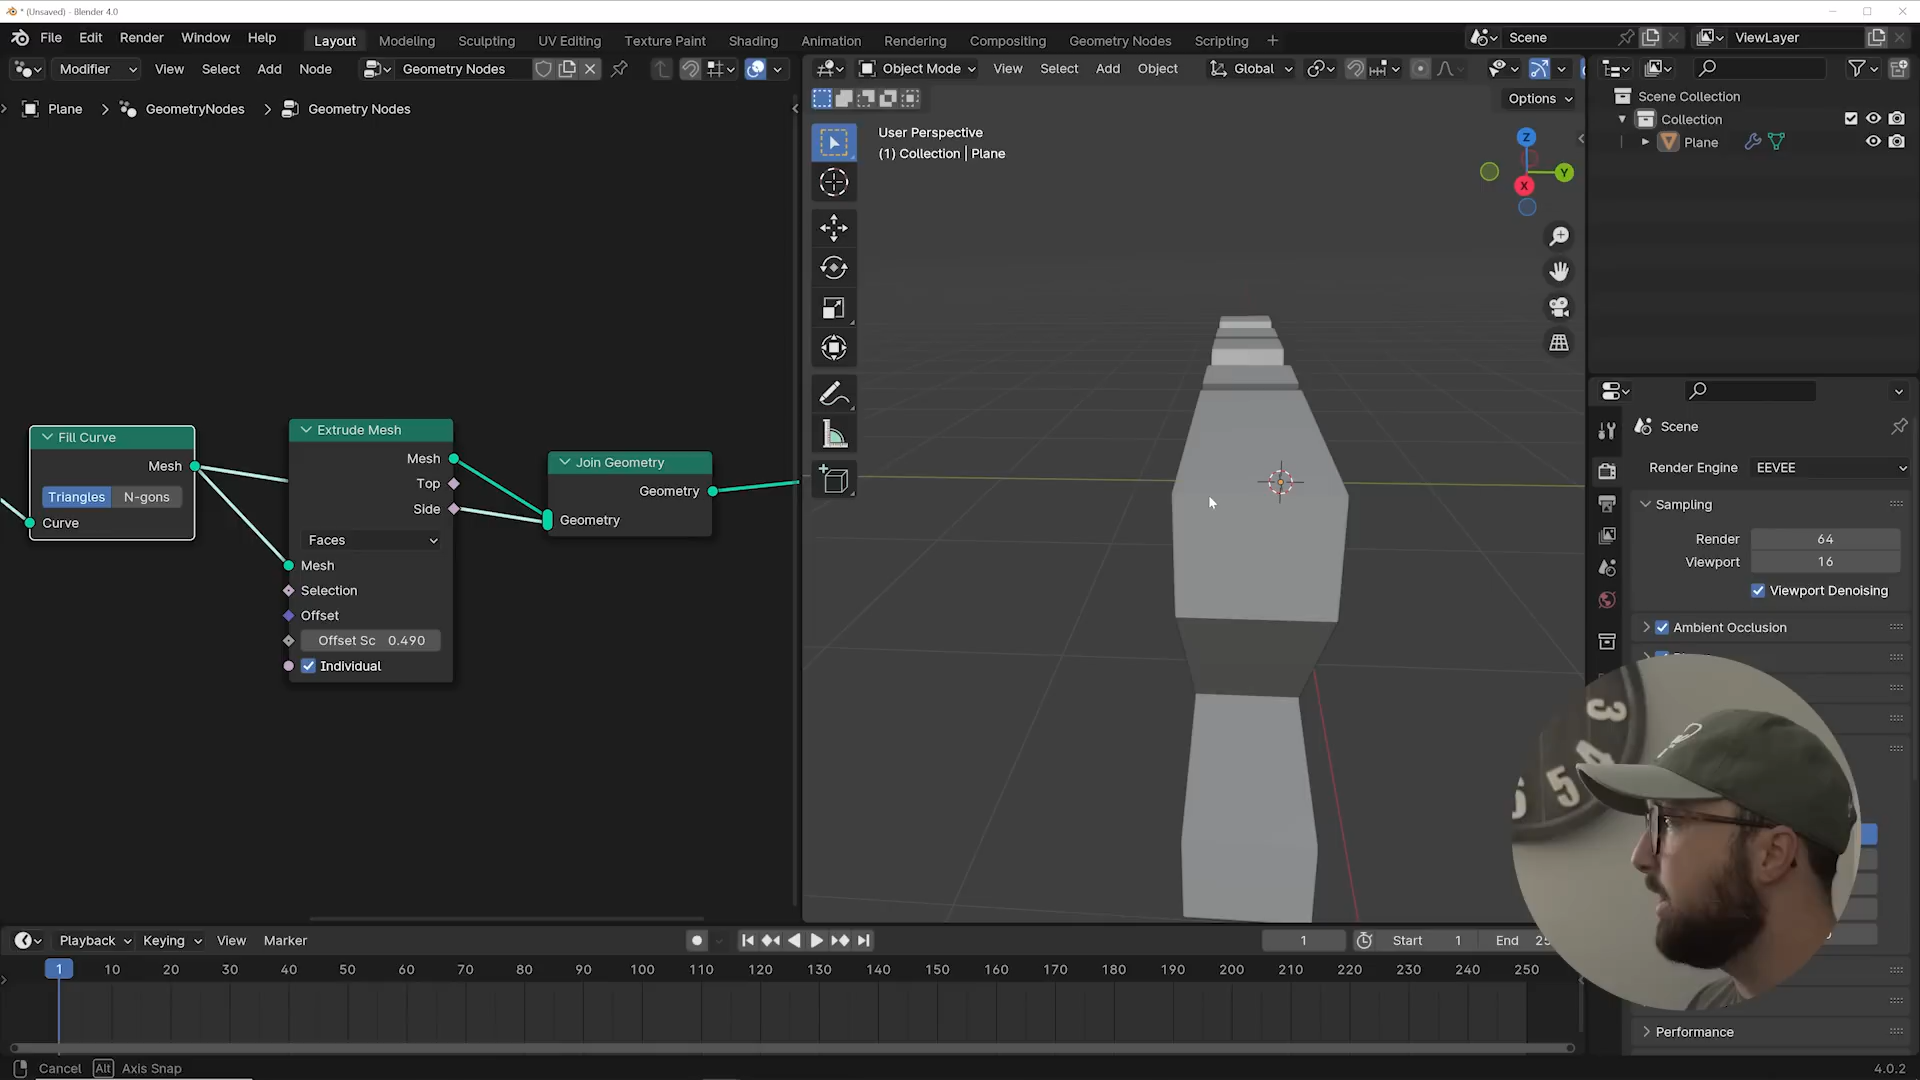 * (Unsaved) - Blender 4.0
File Edit Render Window Help
Layout Modeling Sculpting UV Editing Texture Paint Shading Animation Rendering Compositing Geometry Nodes Scripting
Scene
ViewLayer
Modifier View Select Add Node Geometry Nodes
Object Mode View Select Add Object Global
Options
Plane > GeometryNodes > Geometry Nodes
User Perspective
(1) Collection | Plane
Z
Y
X
Scene Collection
Collection
Plane
Fill Curve
Mesh
Triangles N-gons
Curve
Extrude Mesh
Mesh
Top
Side
Faces
Mesh
Selection
Offset
Offset Sc 0.490
Individual
Join Geometry
Geometry
Geometry
Scene
Render Engine EEVEE
Sampling
Render 64
Viewport 16
Viewport Denoising
Ambient Occlusion
3
4
5
6
Performance
Playback Keying View Marker
1 Start 1 End
1 10 20 30 40 50 60 70 80 90 100 110 120 130 140 150 160 170 180 190 200 210 220 230 240 250
Cancel Alt Axis Snap
4.0.2